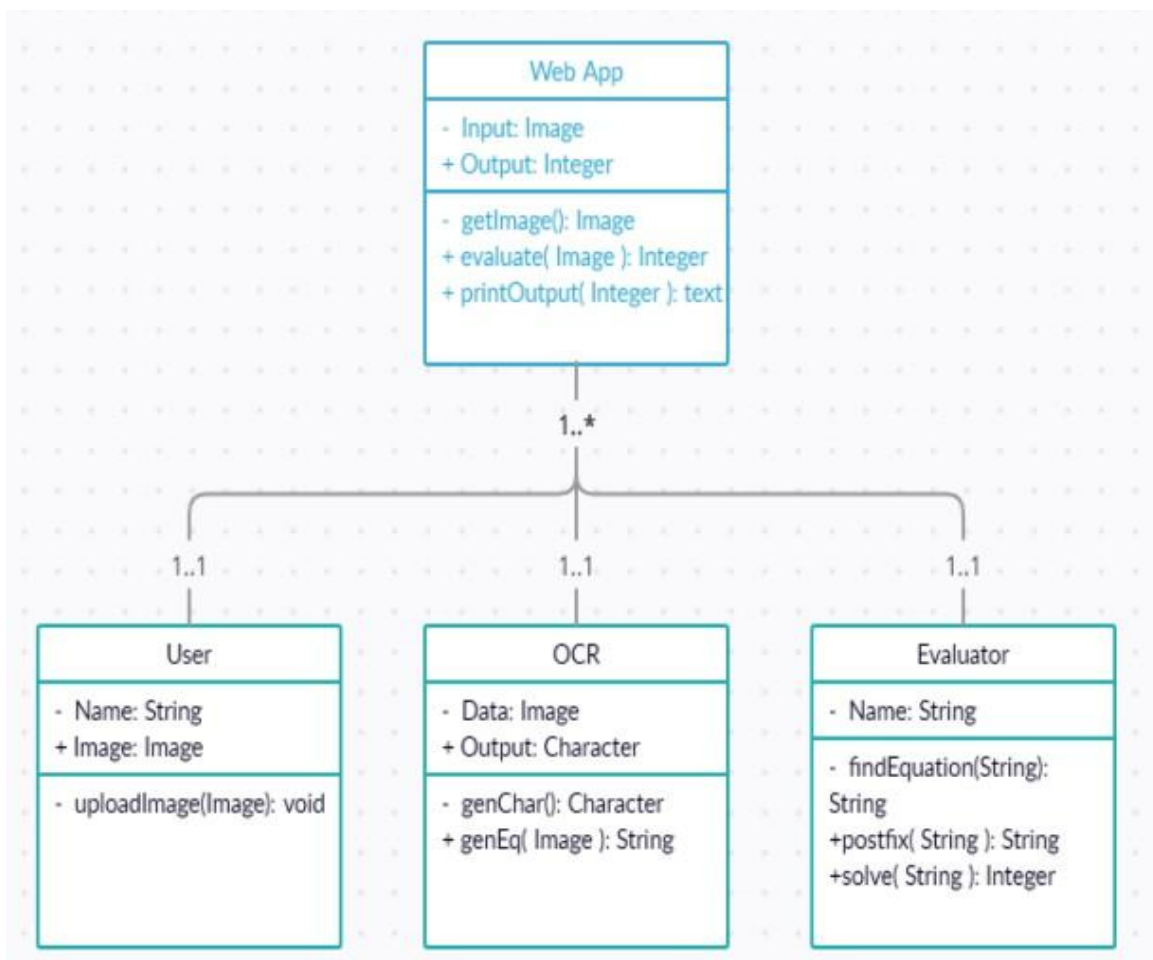 Web App
- Input: Image
+ Output: Integer
- getImage(): Image
+ evaluate( Image ): Integer
+ printOutput( Integer ): text
1..*
1..1
1..1
1..1
User
- Name: String
+ Image: Image
- uploadImage(Image): void
OCR
- Data: Image
+ Output: Character
- genChar(): Character
+ genEq( Image ): String
Evaluator
- Name: String
- findEquation(String):
String
+postfix( String ): String
+solve( String ): Integer